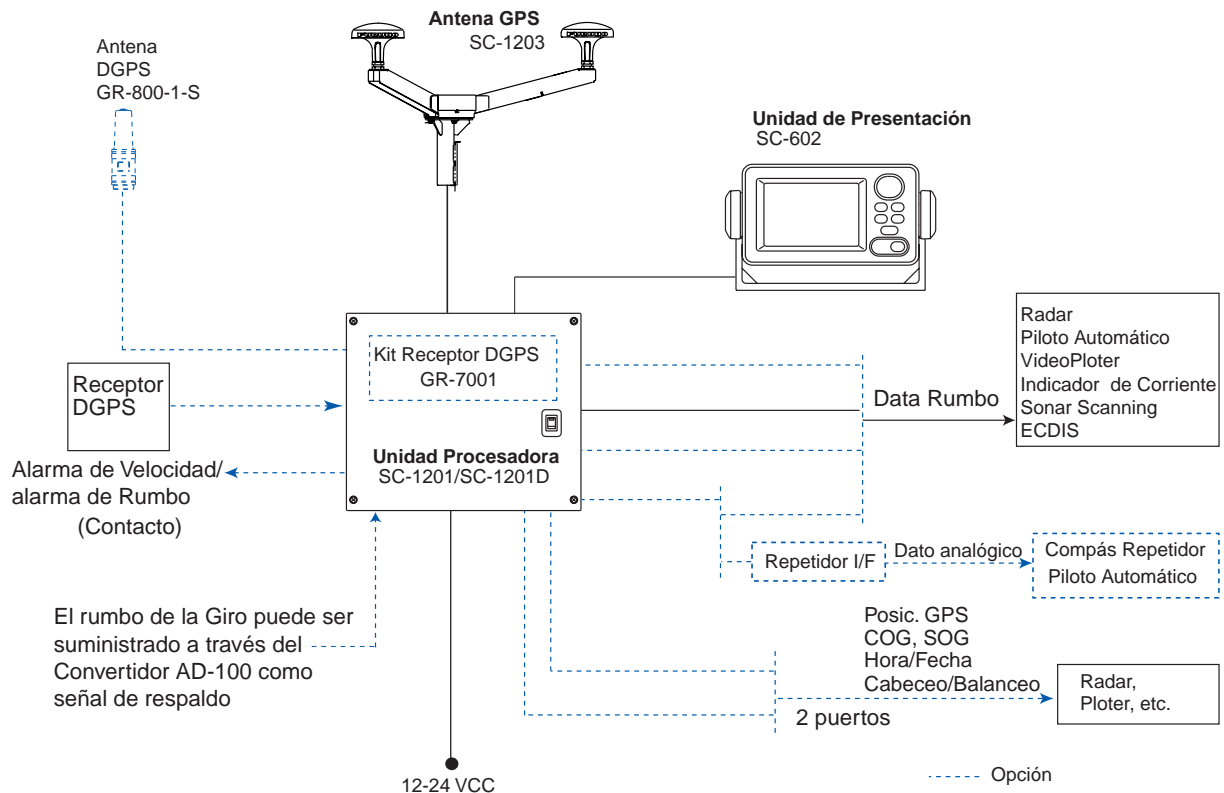 Antena GPS
SC-1203
Antena
DGPS
GR-800-1-S
Unidad de Presentación
SC-602
Kit Receptor DGPS
GR-7001
Unidad Procesadora
SC-1201/SC-1201D
Receptor
DGPS
Alarma de Velocidad/
alarma de Rumbo
(Contacto)
Data Rumbo
Radar
Piloto Automático
VideoPloter
Indicador de Corriente
Sonar Scanning
ECDIS
Repetidor I/F
Dato analógico
Compás Repetidor
Piloto Automático
El rumbo de la Giro puede ser
suministrado a través del
Convertidor AD-100 como
señal de respaldo
Posic. GPS
COG, SOG
Hora/Fecha
Cabeceo/Balanceo
2 puertos
Radar,
Ploter, etc.
12-24 VCC
Opción